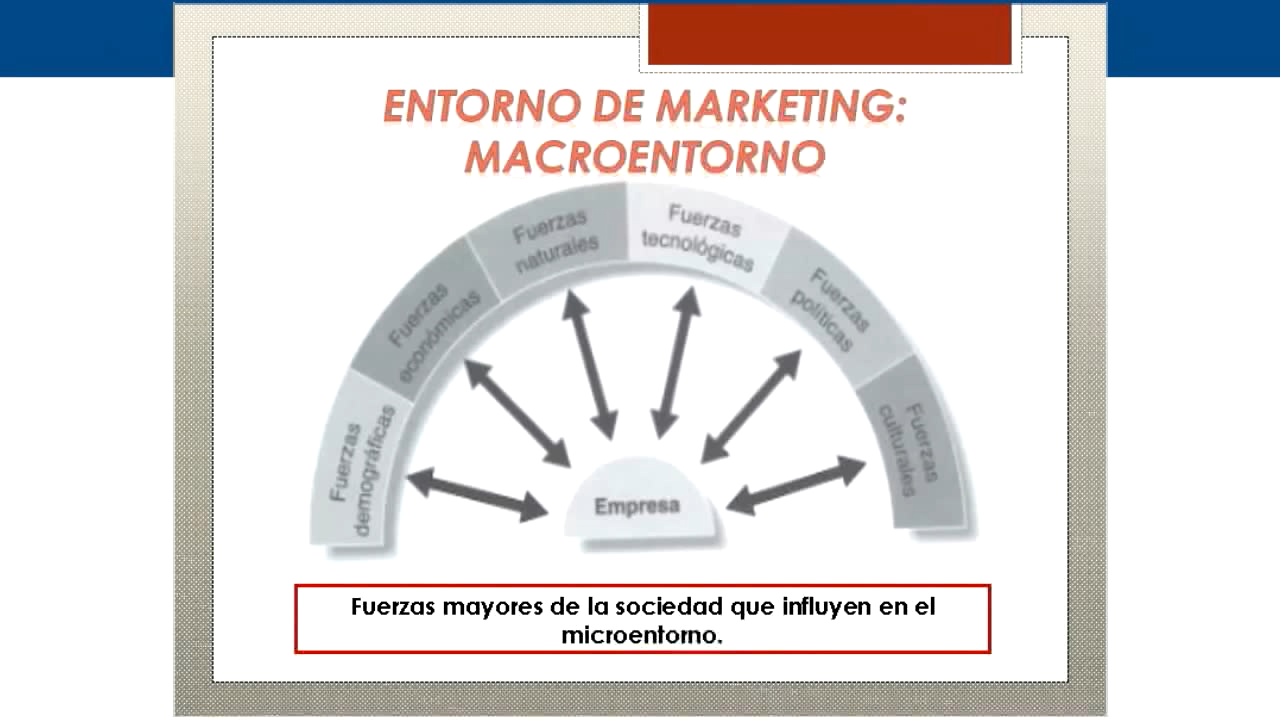 ENTORNO DE MARKETING:
MACROENTORNO
Fuerzas
demográficas
Fuerzas
económicas
Fuerzas
naturales
Fuerzas
tecnológicas
Fuerzas
políticas
Fuerzas
culturales
Empresa
Fuerzas mayores de la sociedad que influyen en el
microentorno.